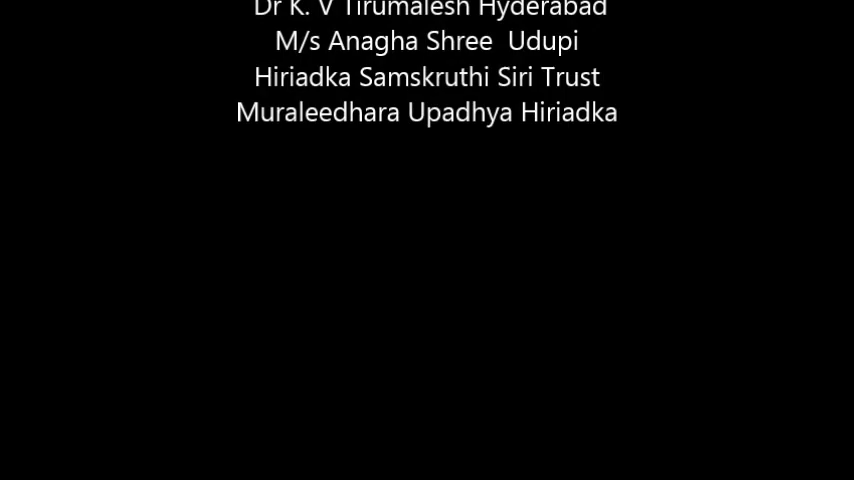 Dr K. V Tirumalesh Hyderabad
M/s Anagha Shree  Udupi
Hiriadka Samskruthi Siri Trust
Muraleedhara Upadhya Hiriadka